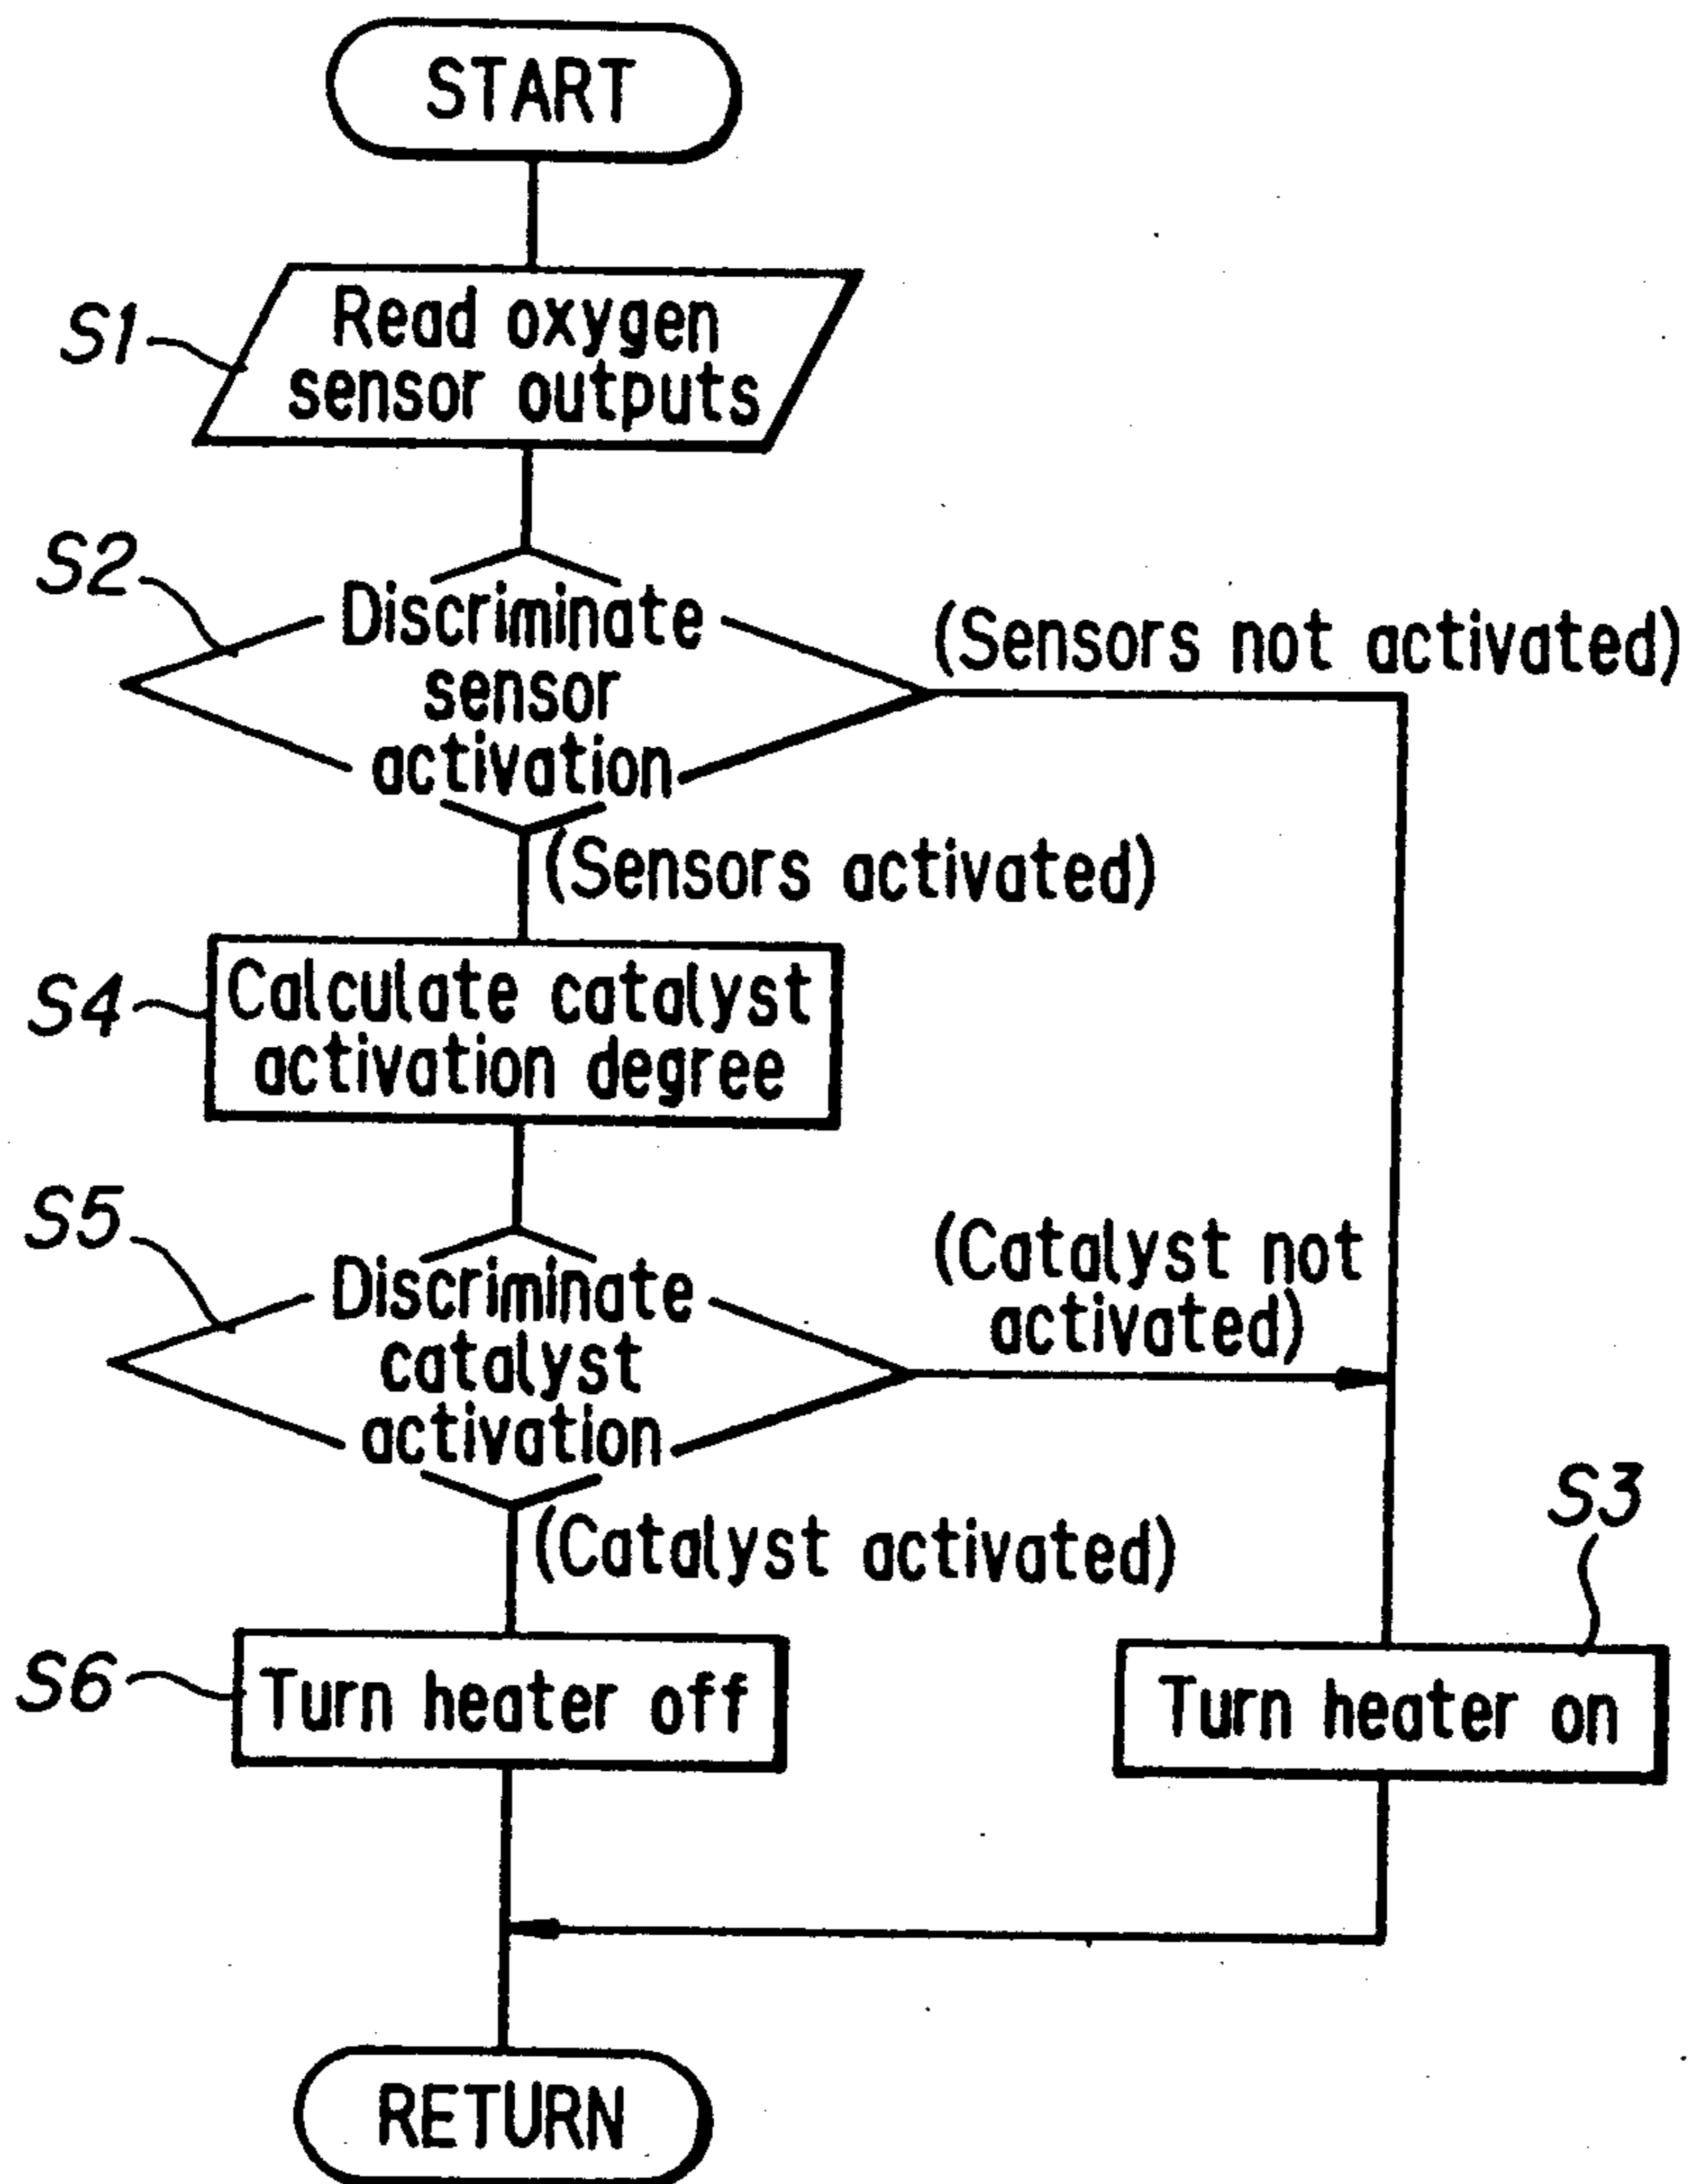 START
S1
Read oxygen
sensor outputs
S2
Discriminate
sensor
activation
(Sensors not activated)
(Sensors activated)
S4
Calculate catalyst
activation degree
S5
Discriminate
catalyst
activation
(Catalyst not
activated)
(Catalyst activated)
S3
S6
Turn heater off
Turn heater on
RETURN